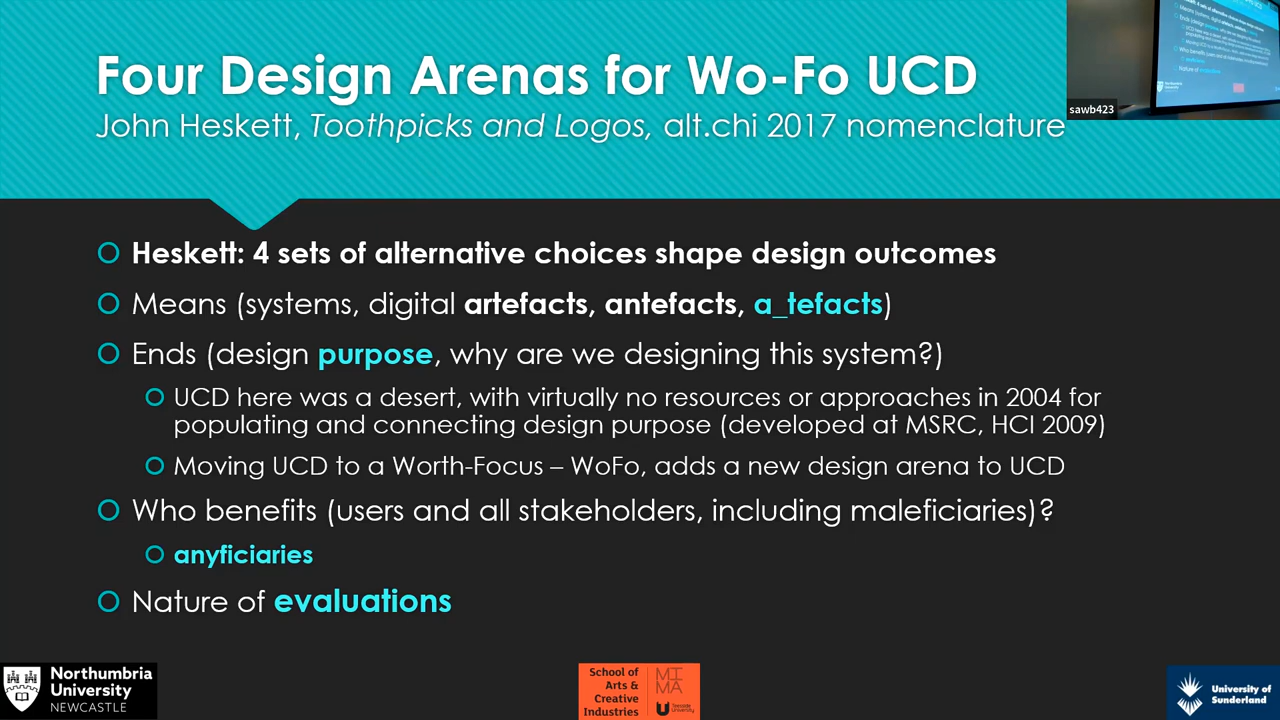 Four Design Arenas for Wo-Fo UCD
John Heskett, Toothpicks and Logos, alt.chi 2017 nomenclature
sawb423
Heskett: 4 sets of alternative choices shape design outcomes
Means (systems, digital artefacts, antefacts, a_tefacts)
Ends (design purpose, why are we designing this system?)
UCD here was a desert, with virtually no resources or approaches in 2004 for
populating and connecting design purpose (developed at MSRC, HCI 2009)
Moving UCD to a Worth-Focus – WoFo, adds a new design arena to UCD
Who benefits (users and all stakeholders, including maleficiaries)?
anyficiaries
Nature of evaluations
Northumbria
University
NEWCASTLE
School of
Arts &
Creative
Industries
MI
MA
Teesside
University
University of
Sunderland